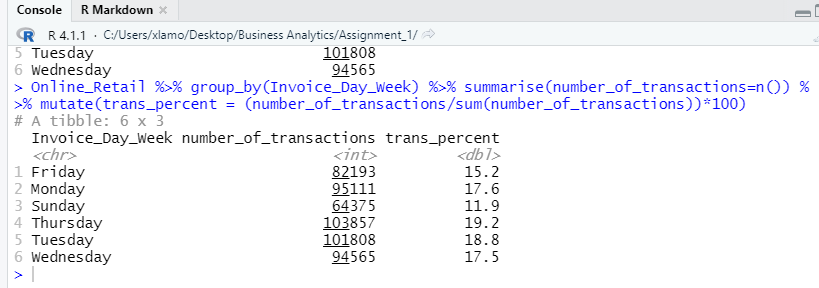 Console R Markdown ×
R R 4.1.1 · C:/Users/xlamo/Desktop/Business Analytics/Assignment_1/
5 Tuesday 101808
6 Wednesday 94565
> Online_Retail %>% group_by(Invoice_Day_Week) %>% summarise(number_of_transactions=n()) %
>% mutate(trans_percent = (number_of_transactions/sum(number_of_transactions))*100)
# A tibble: 6 x 3
Invoice_Day_Week number_of_transactions trans_percent
<chr> <int> <dbl>
1 Friday 82193 15.2
2 Monday 95111 17.6
3 Sunday 64375 11.9
4 Thursday 103857 19.2
5 Tuesday 101808 18.8
6 Wednesday 94565 17.5
>